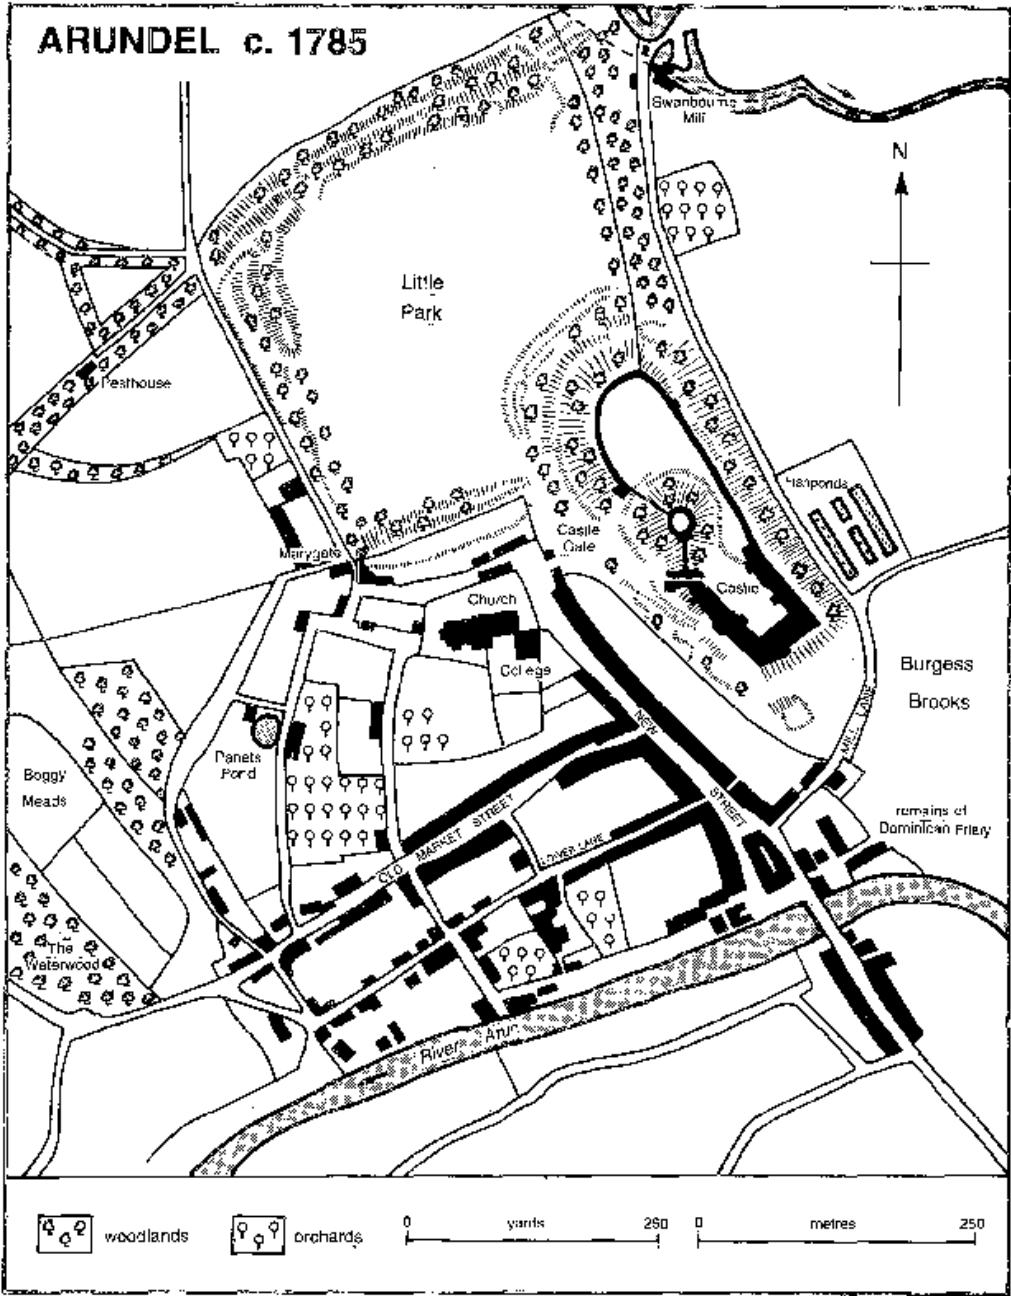 ARUNDEL c. 1785
Swanbourne
Mill
N
Little
Park
Pesthouse
Fishponds
Castle
Gate
Marygate
Castle
Church
College
Burgess
Brooks
MILL LANE
NEW
STREET
Panets
Pond
Boggy
Meads
OLD MARKET STREET
LOWER LANE
remains of
Dominican Friary
The
Waterwood
River Arun
woodlands
orchards
0 yards 250
0 metres 250